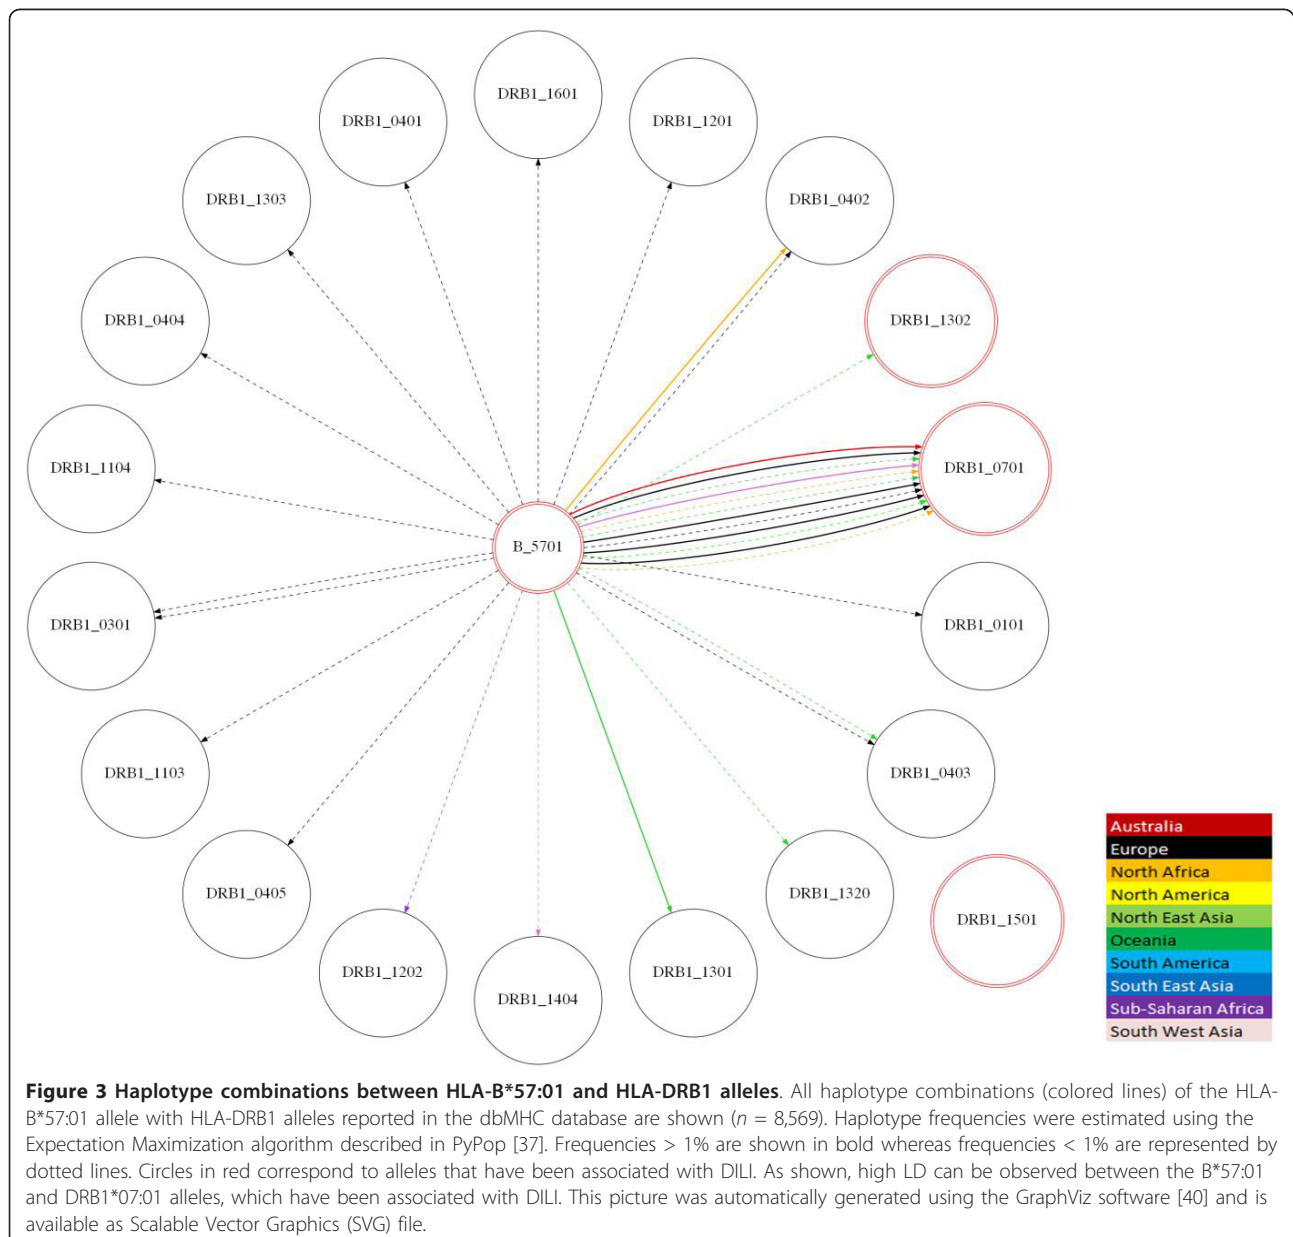 DRB1_1601
DRB1_0401
DRB1_1201
DRB1_1303
DRB1_0402
DRB1_0404
DRB1_1302
DRB1_1104
DRB1_0701
B_5701
DRB1_0301
DRB1_0101
DRB1_1103
DRB1_0403
DRB1_0405
DRB1_1320
DRB1_1501
DRB1_1202
DRB1_1404
DRB1_1301
Australia
Europe
North Africa
North America
North East Asia
Oceania
South America
South East Asia
Sub-Saharan Africa
South West Asia
Figure 3 Haplotype combinations between HLA-B*57:01 and HLA-DRB1 alleles. All haplotype combinations (colored lines) of the HLA-
B*57:01 allele with HLA-DRB1 alleles reported in the dbMHC database are shown (n = 8,569). Haplotype frequencies were estimated using the
Expectation Maximization algorithm described in PyPop [37]. Frequencies > 1% are shown in bold whereas frequencies < 1% are represented by
dotted lines. Circles in red correspond to alleles that have been associated with DILI. As shown, high LD can be observed between the B*57:01
and DRB1*07:01 alleles, which have been associated with DILI. This picture was automatically generated using the GraphViz software [40] and is
available as Scalable Vector Graphics (SVG) file.